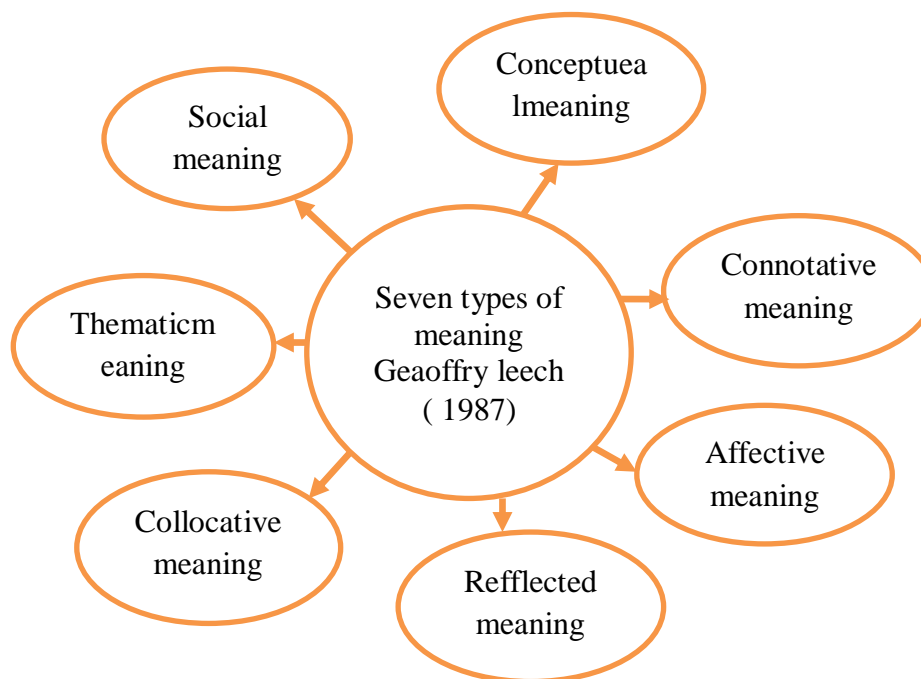 Conceptuea
lmeaning
Social
meaning
Connotative
meaning
Seven types of
meaning
Geaoffry leech
( 1987)
Thematicm
eaning
Affective
meaning
Collocative
meaning
Refflected
meaning